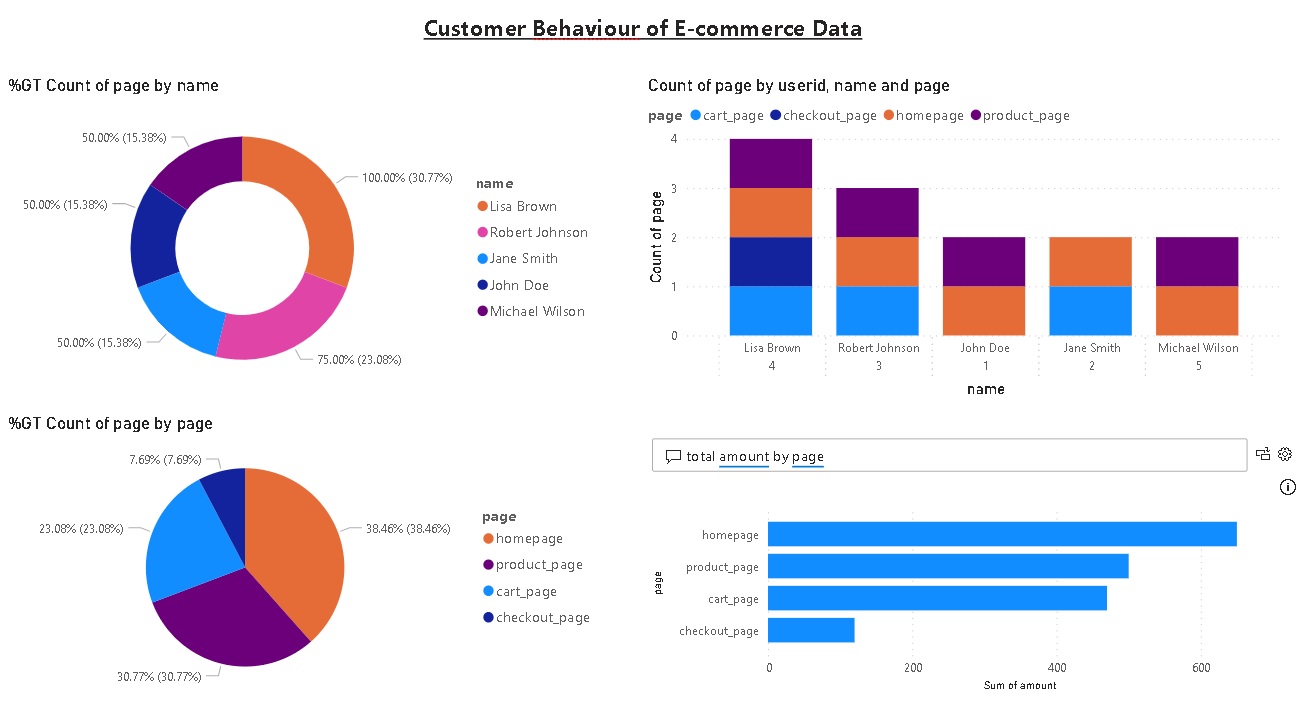 Customer Behaviour of E-commerce Data
%GT Count of page by name
50.00% (15.38%)
100.00% (30.77%)
50.00% (15.38%)
50.00% (15.38%)
75.00% (23.08%)
name
Lisa Brown
Robert Johnson
Jane Smith
John Doe
Michael Wilson
Count of page by userid, name and page
page cart_page checkout_page homepage product_page
Count of page
4
3
2
1
0
Lisa Brown Robert Johnson John Doe Jane Smith Michael Wilson
4 3 1 2 5
name
%GT Count of page by page
7.69% (7.69%)
23.08% (23.08%)
38.46% (38.46%)
30.77% (30.77%)
page
homepage
product_page
cart_page
checkout_page
total amount by page
page
homepage
product_page
cart_page
checkout_page
0 200 400 600
Sum of amount